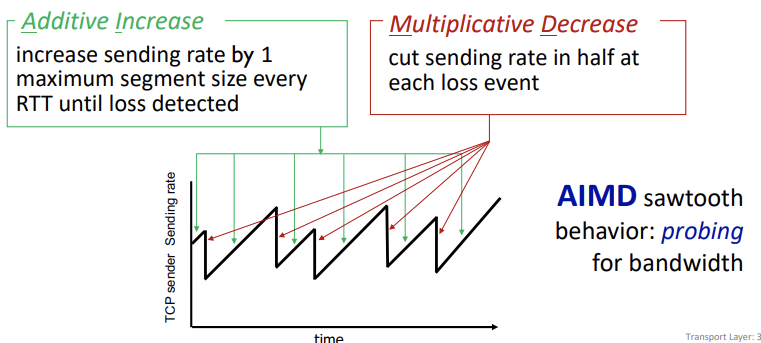 Additive Increase
increase sending rate by 1
maximum segment size every
RTT until loss detected
Multiplicative Decrease
cut sending rate in half at
each loss event
TCP sender Sending rate
time
AIMD sawtooth
behavior: probing
for bandwidth
Transport Layer: 3